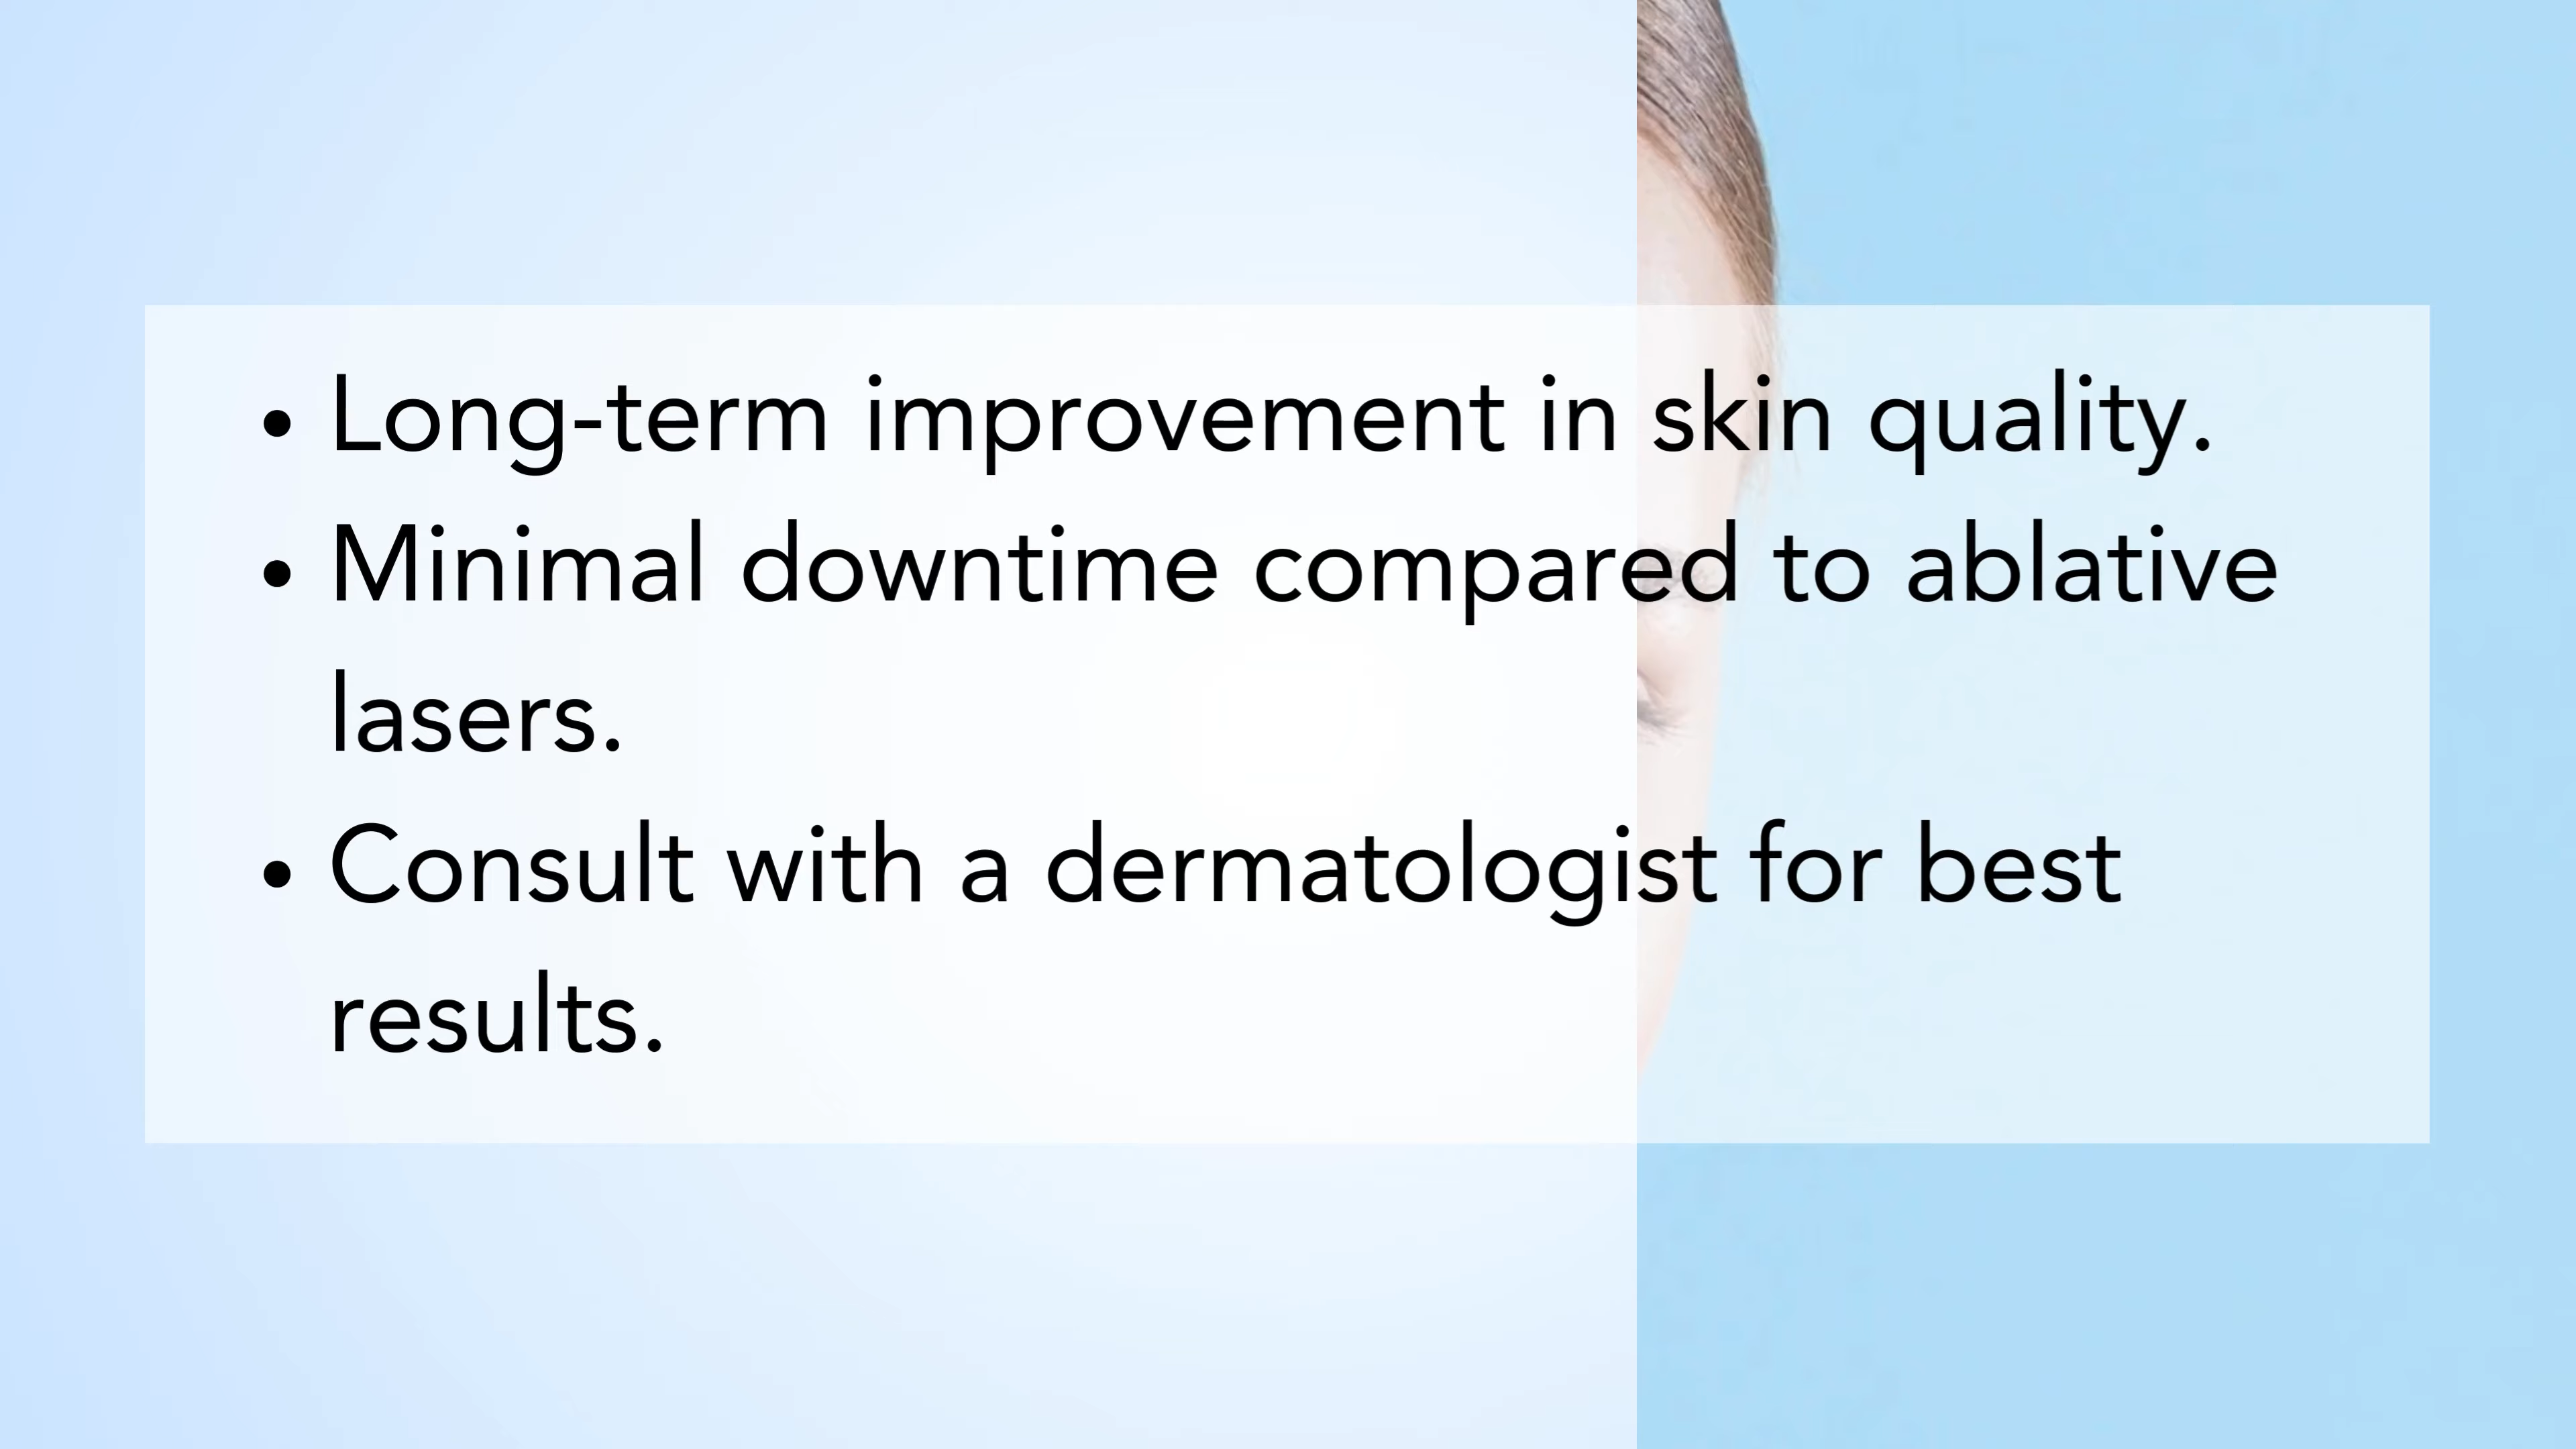 • Long-term improvement in skin quality.
• Minimal downtime compared to ablative
lasers.
• Consult with a dermatologist for best
results.